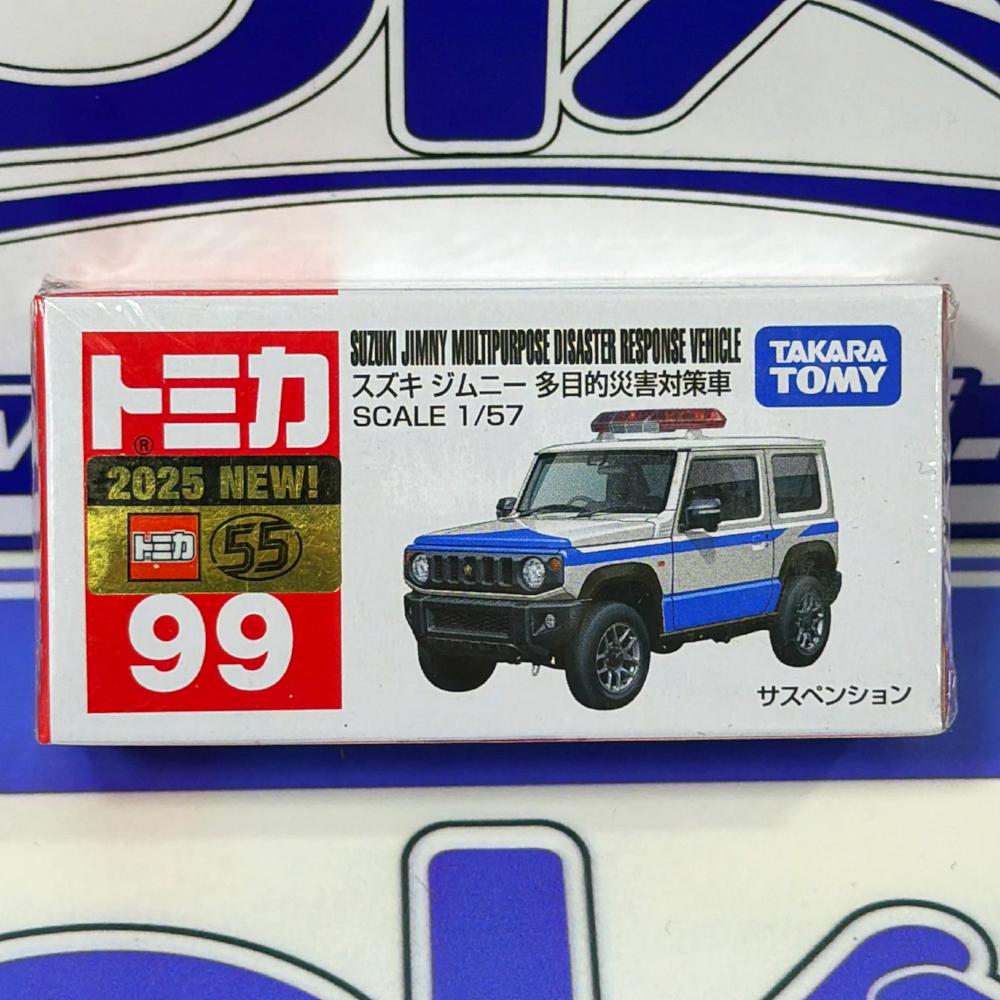 トミカ
®
2025 NEW!
トミカ
55
99
SUZUKI JIMNY MULTIPURPOSE DISASTER RESPONSE VEHICLE
スズキ ジムニー 多目的災害対策車
SCALE 1/57
TAKARA
TOMY
サスペンション